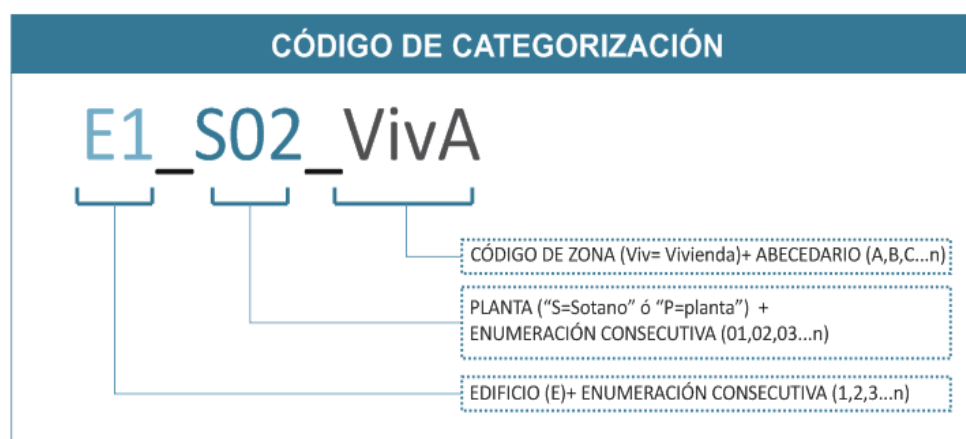 CÓDIGO DE CATEGORIZACIÓN
E1_S02_VivA
CÓDIGO DE ZONA (Viv= Vivienda)+ ABECEDARIO (A,B,C...n)
PLANTA (“S=Sotano” ó “P=planta”) +
ENUMERACIÓN CONSECUTIVA (01,02,03...n)
EDIFICIO (E)+ ENUMERACIÓN CONSECUTIVA (1,2,3...n)